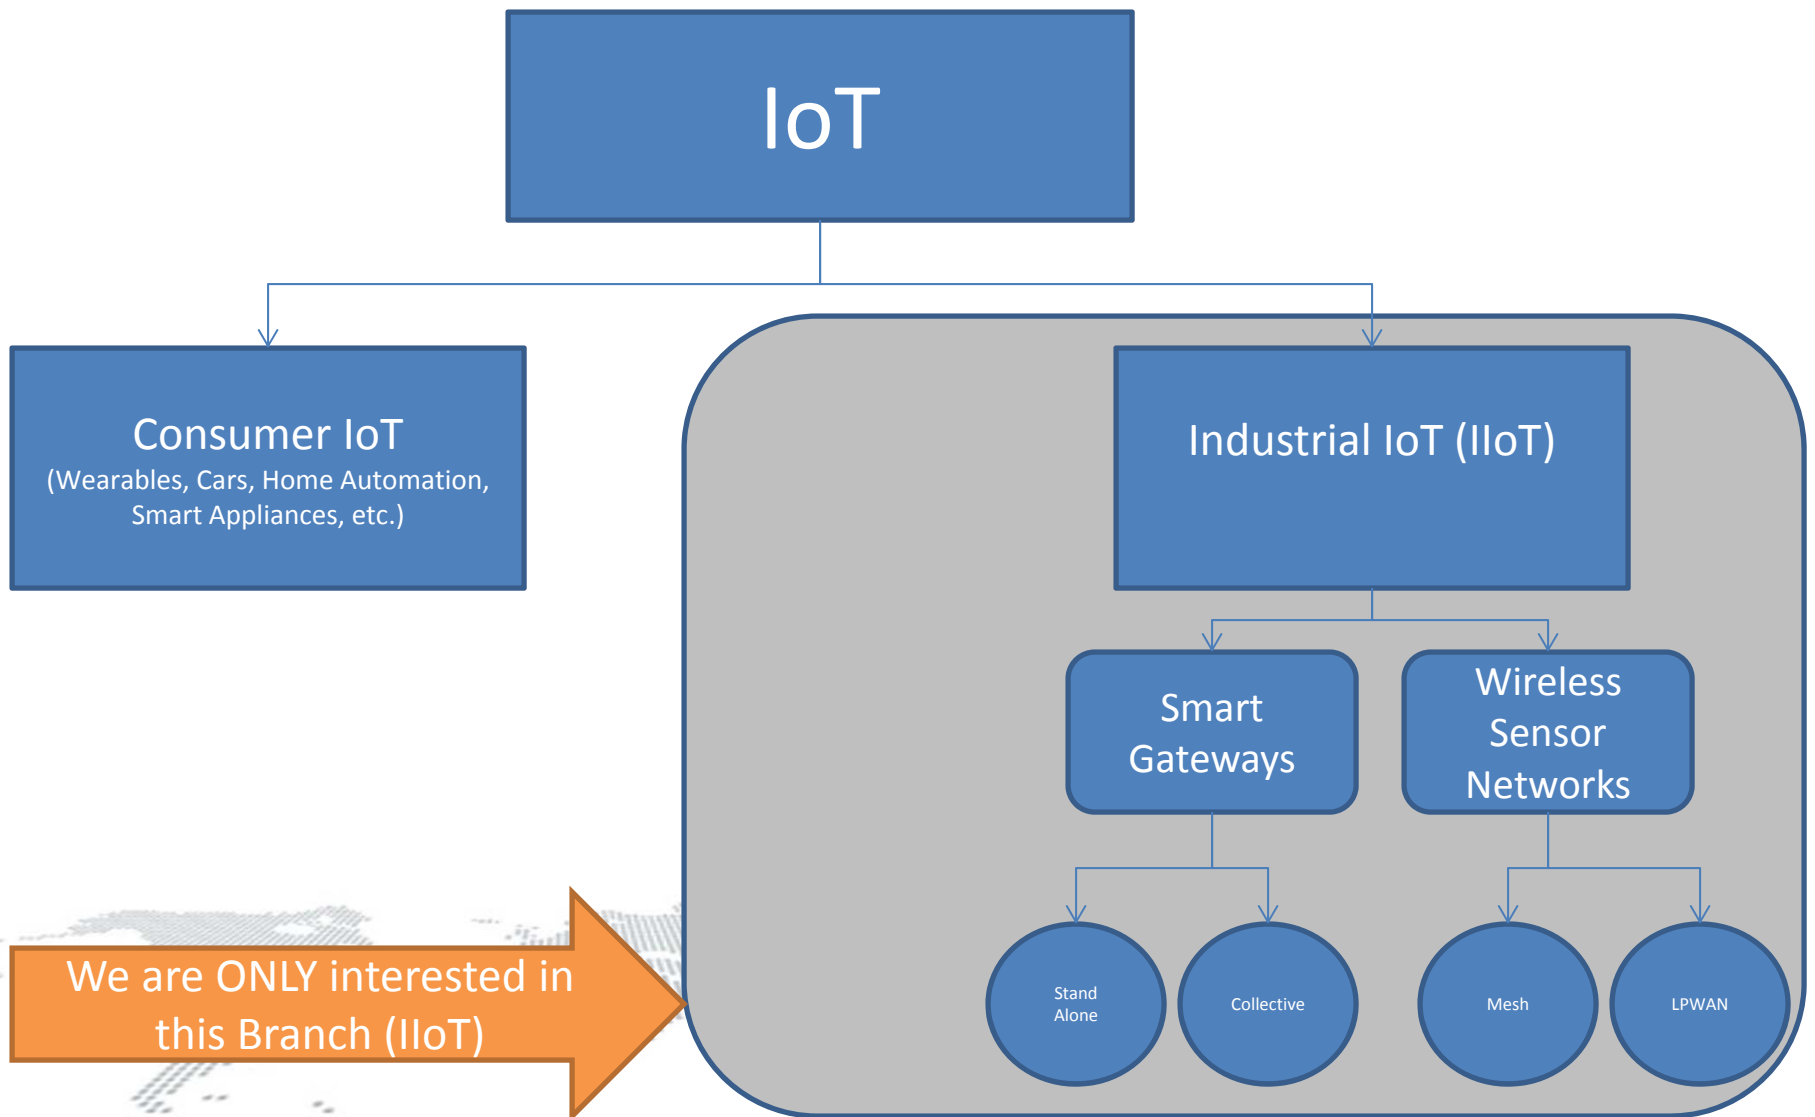 IoT
Consumer IoT
(Wearables, Cars, Home Automation,
Smart Appliances, etc.)
Industrial IoT (IIoT)
Smart
Gateways
Wireless
Sensor
Networks
Stand
Alone
Collective
Mesh
LPWAN
We are ONLY interested in
this Branch (IIoT)